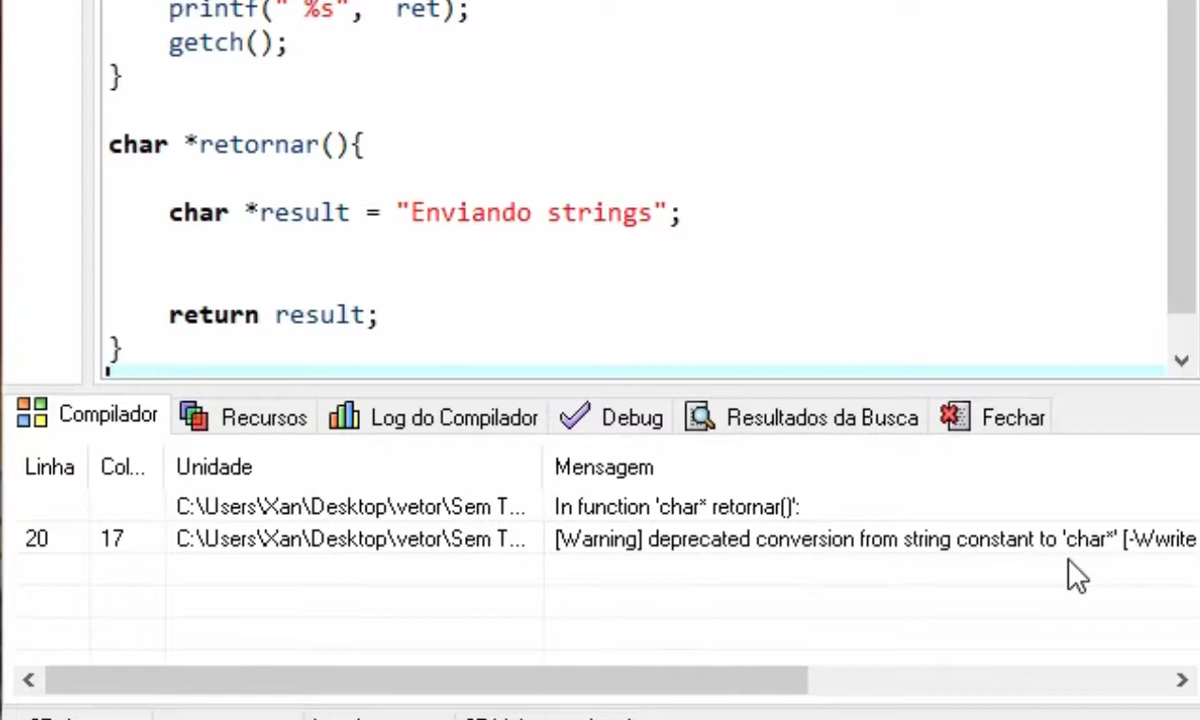 printf(" %s",  ret);
getch();
}
char *retornar(){
char *result = "Enviando strings";
return result;
}
Compilador Recursos Log do Compilador Debug Resultados da Busca Fechar
Linha Col... Unidade Mensagem
C:\Users\Xan\Desktop\vetor\Sem T... In function 'char* retornar()':
20 17 C:\Users\Xan\Desktop\vetor\Sem T... [Warning] deprecated conversion from string constant to 'char*' [-Wwrite